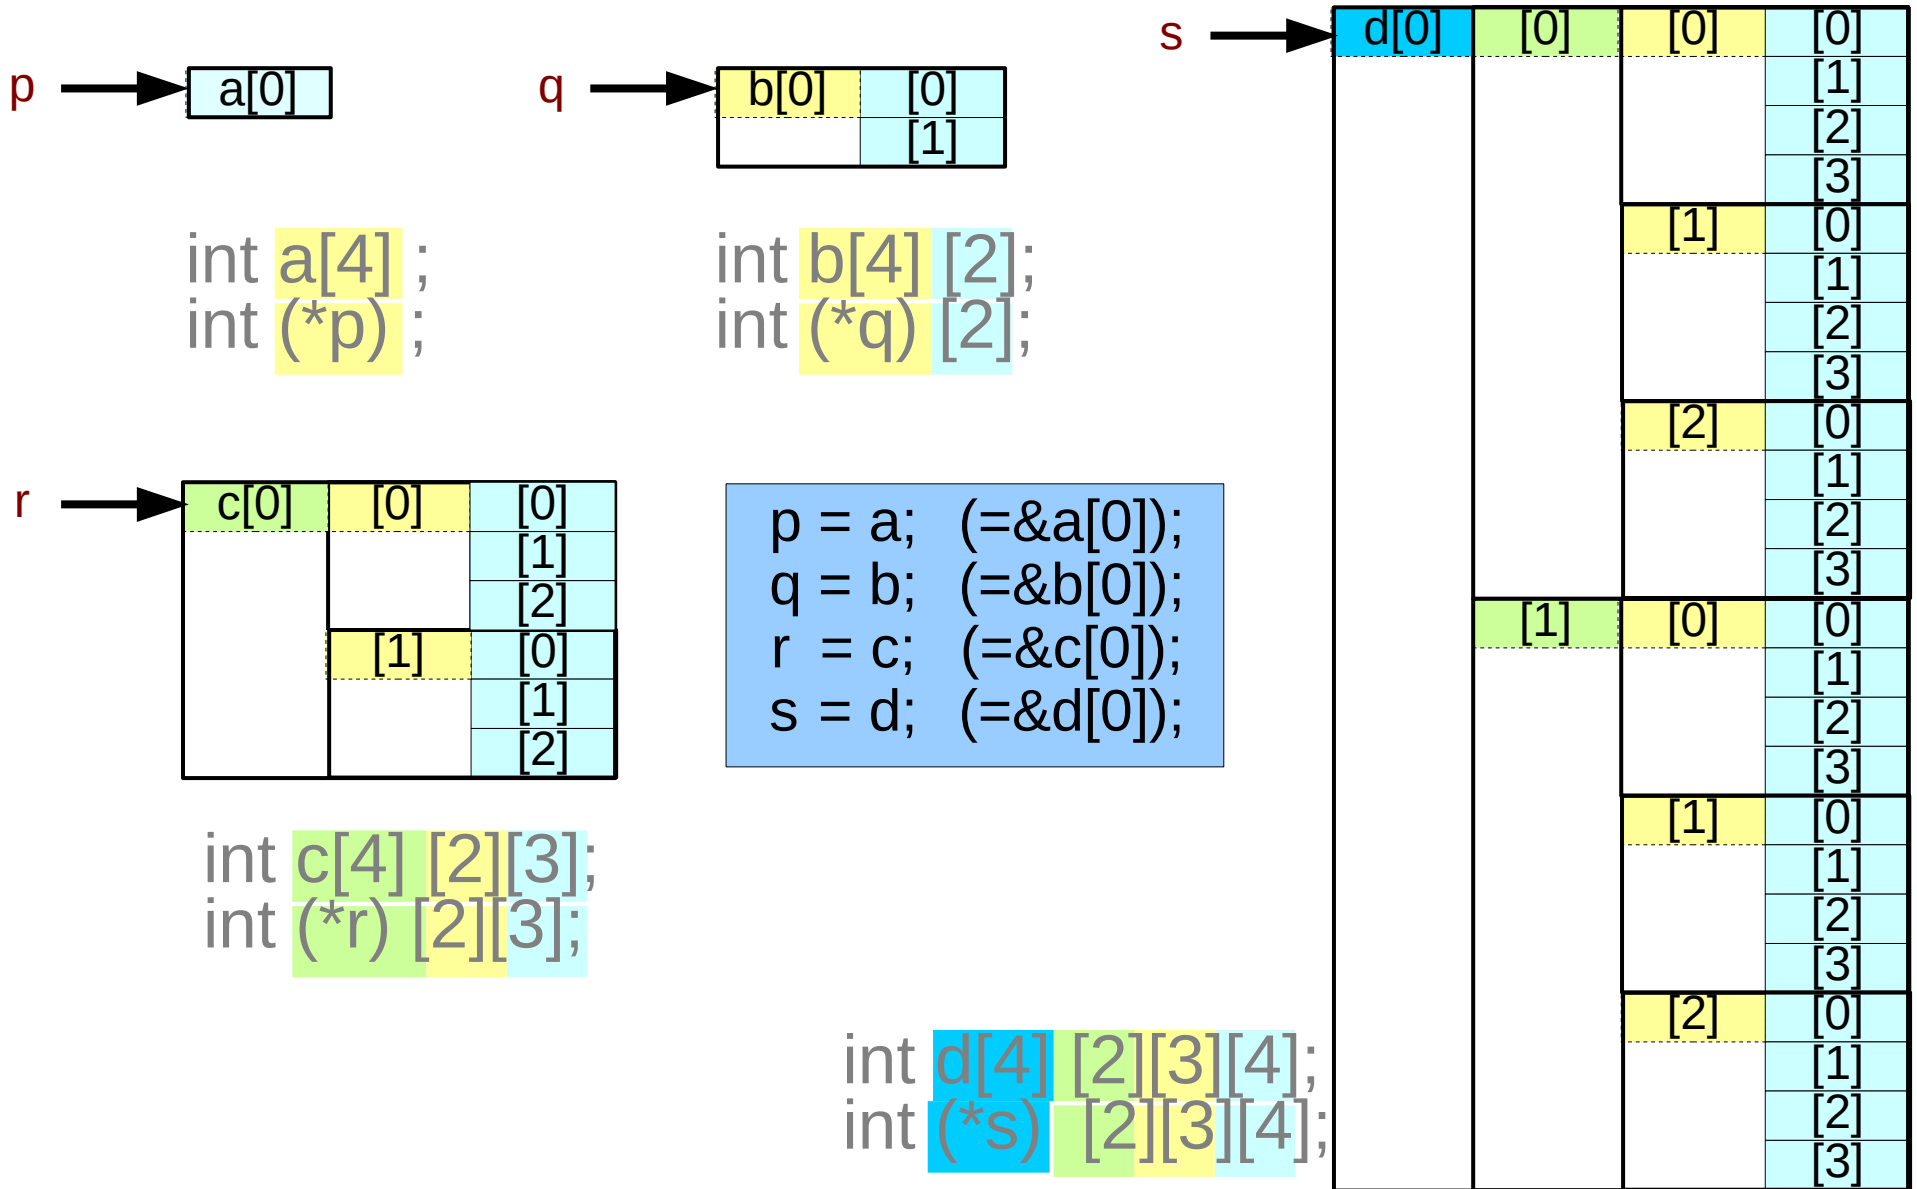 p
a[0]
int a[4] ;
int (*p) ;
q
b[0] [0]
[1]
int b[4] [2];
int (*q) [2];
r
c[0] [0] [0]
[1]
[2]
[1] [0]
[1]
[2]
int c[4] [2][3];
int (*r) [2][3];
p = a; (=&a[0]);
q = b; (=&b[0]);
r = c; (=&c[0]);
s = d; (=&d[0]);
int d[4] [2][3][4];
int (*s) [2][3][4];
s
d[0] [0] [0] [0]
[1]
[2]
[3]
[1] [0]
[1]
[2]
[3]
[2] [0]
[1]
[2]
[3]
[1] [0] [0]
[1]
[2]
[3]
[1] [0]
[1]
[2]
[3]
[2] [0]
[1]
[2]
[3]